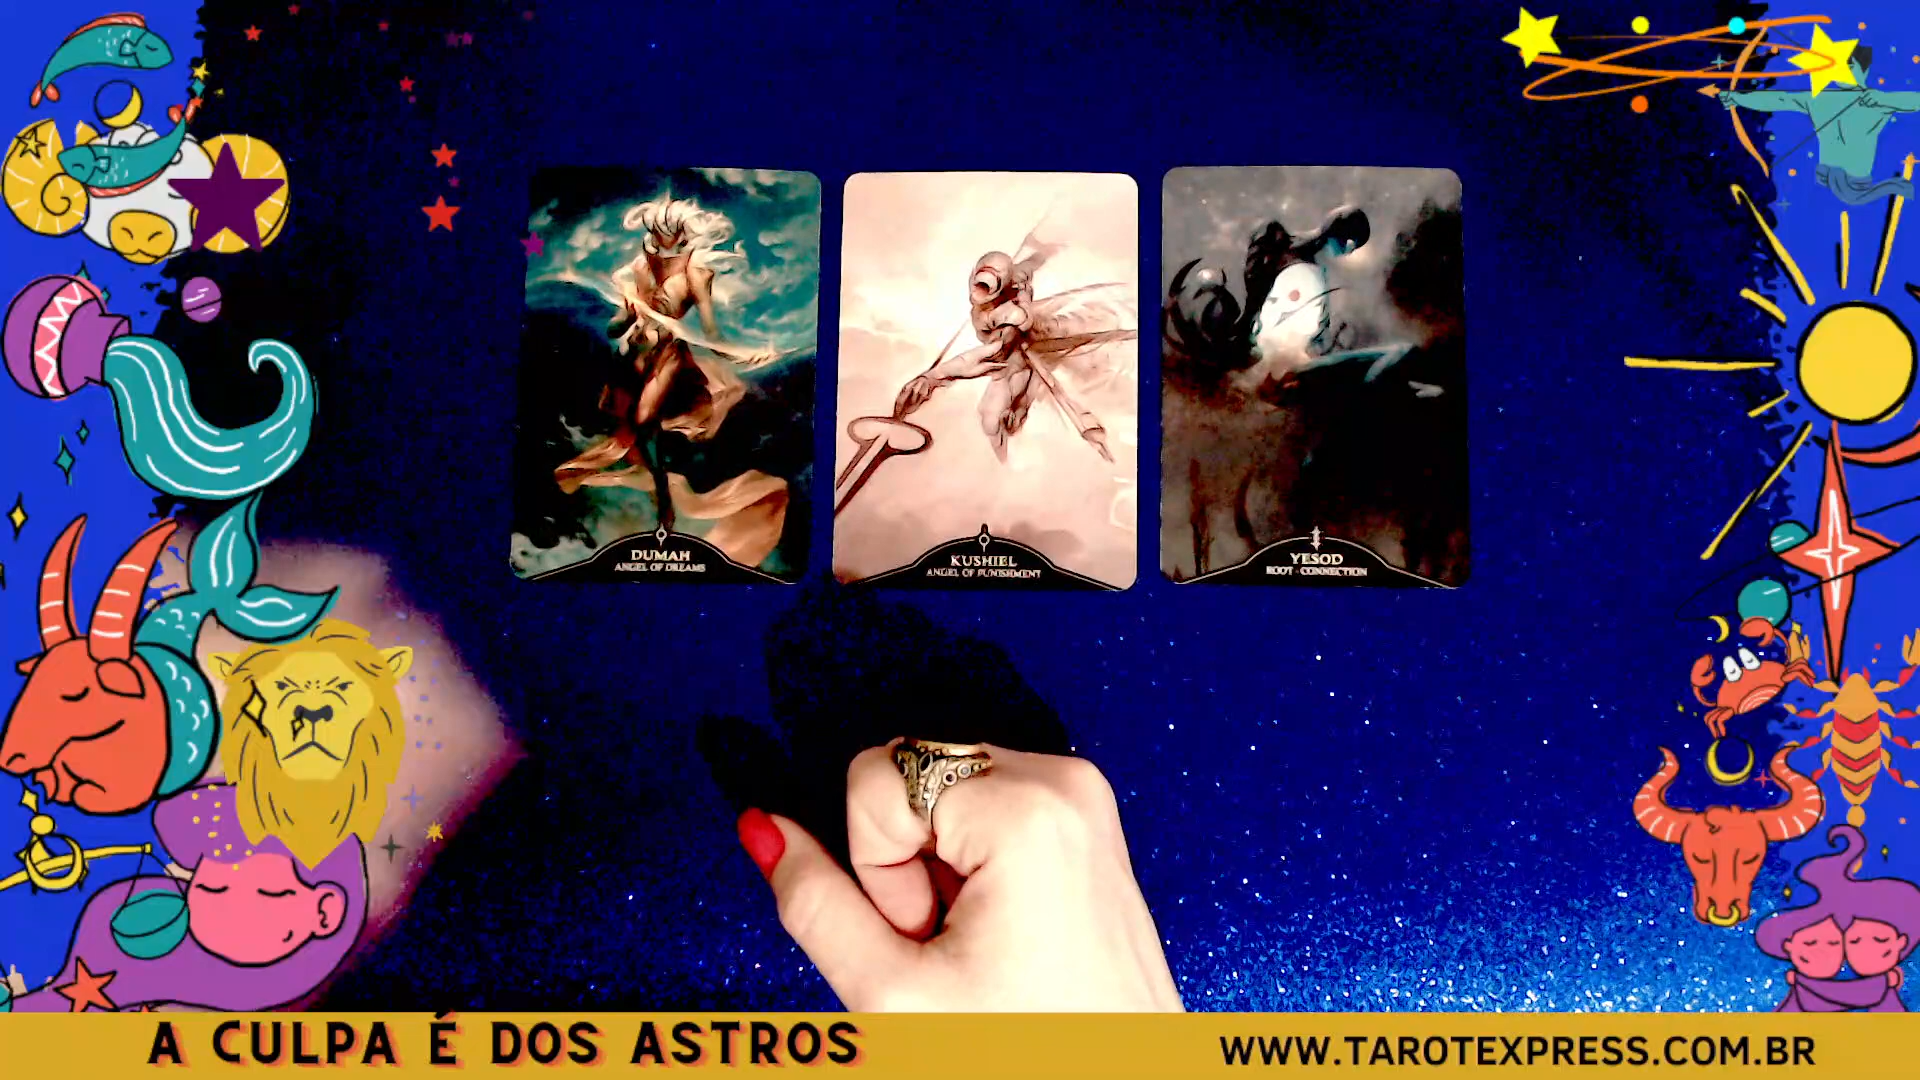 DUMAH
ANGEL OF DREAMS
KUSHIEL
ANGEL OF PUNISHMENT
YESOD
ROOT - CONNECTION
A CULPA É DOS ASTROS
WWW.TAROTEXPRESS.COM.BR